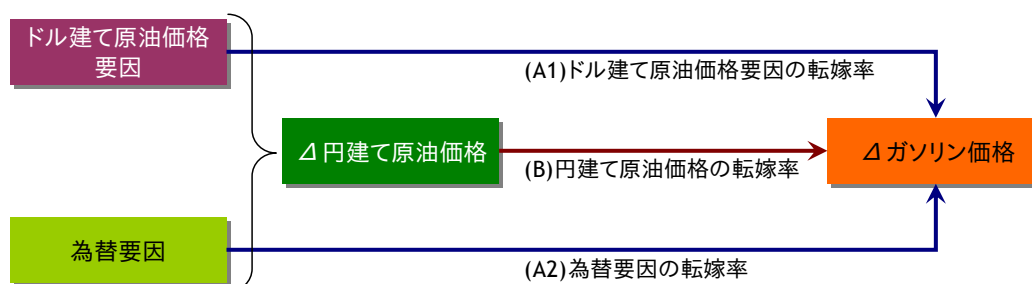 ドル建て原油価格
要因
(A1)ドル建て原油価格要因の転嫁率
Δ円建て原油価格
(B)円建て原油価格の転嫁率
Δガソリン価格
為替要因
(A2)為替要因の転嫁率